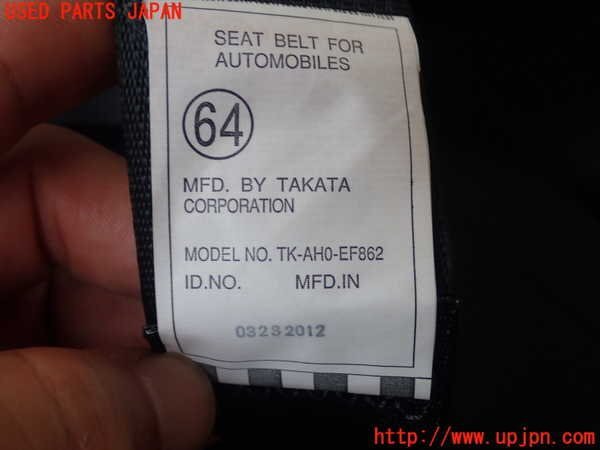 USED PARTS JAPAN
SEAT BELT FOR
AUTOMOBILES
64
MFD. BY TAKATA
CORPORATION
MODEL NO. TK-AH0-EF862
ID.NO. MFD.IN
03232012
http://www.upjpn.com/